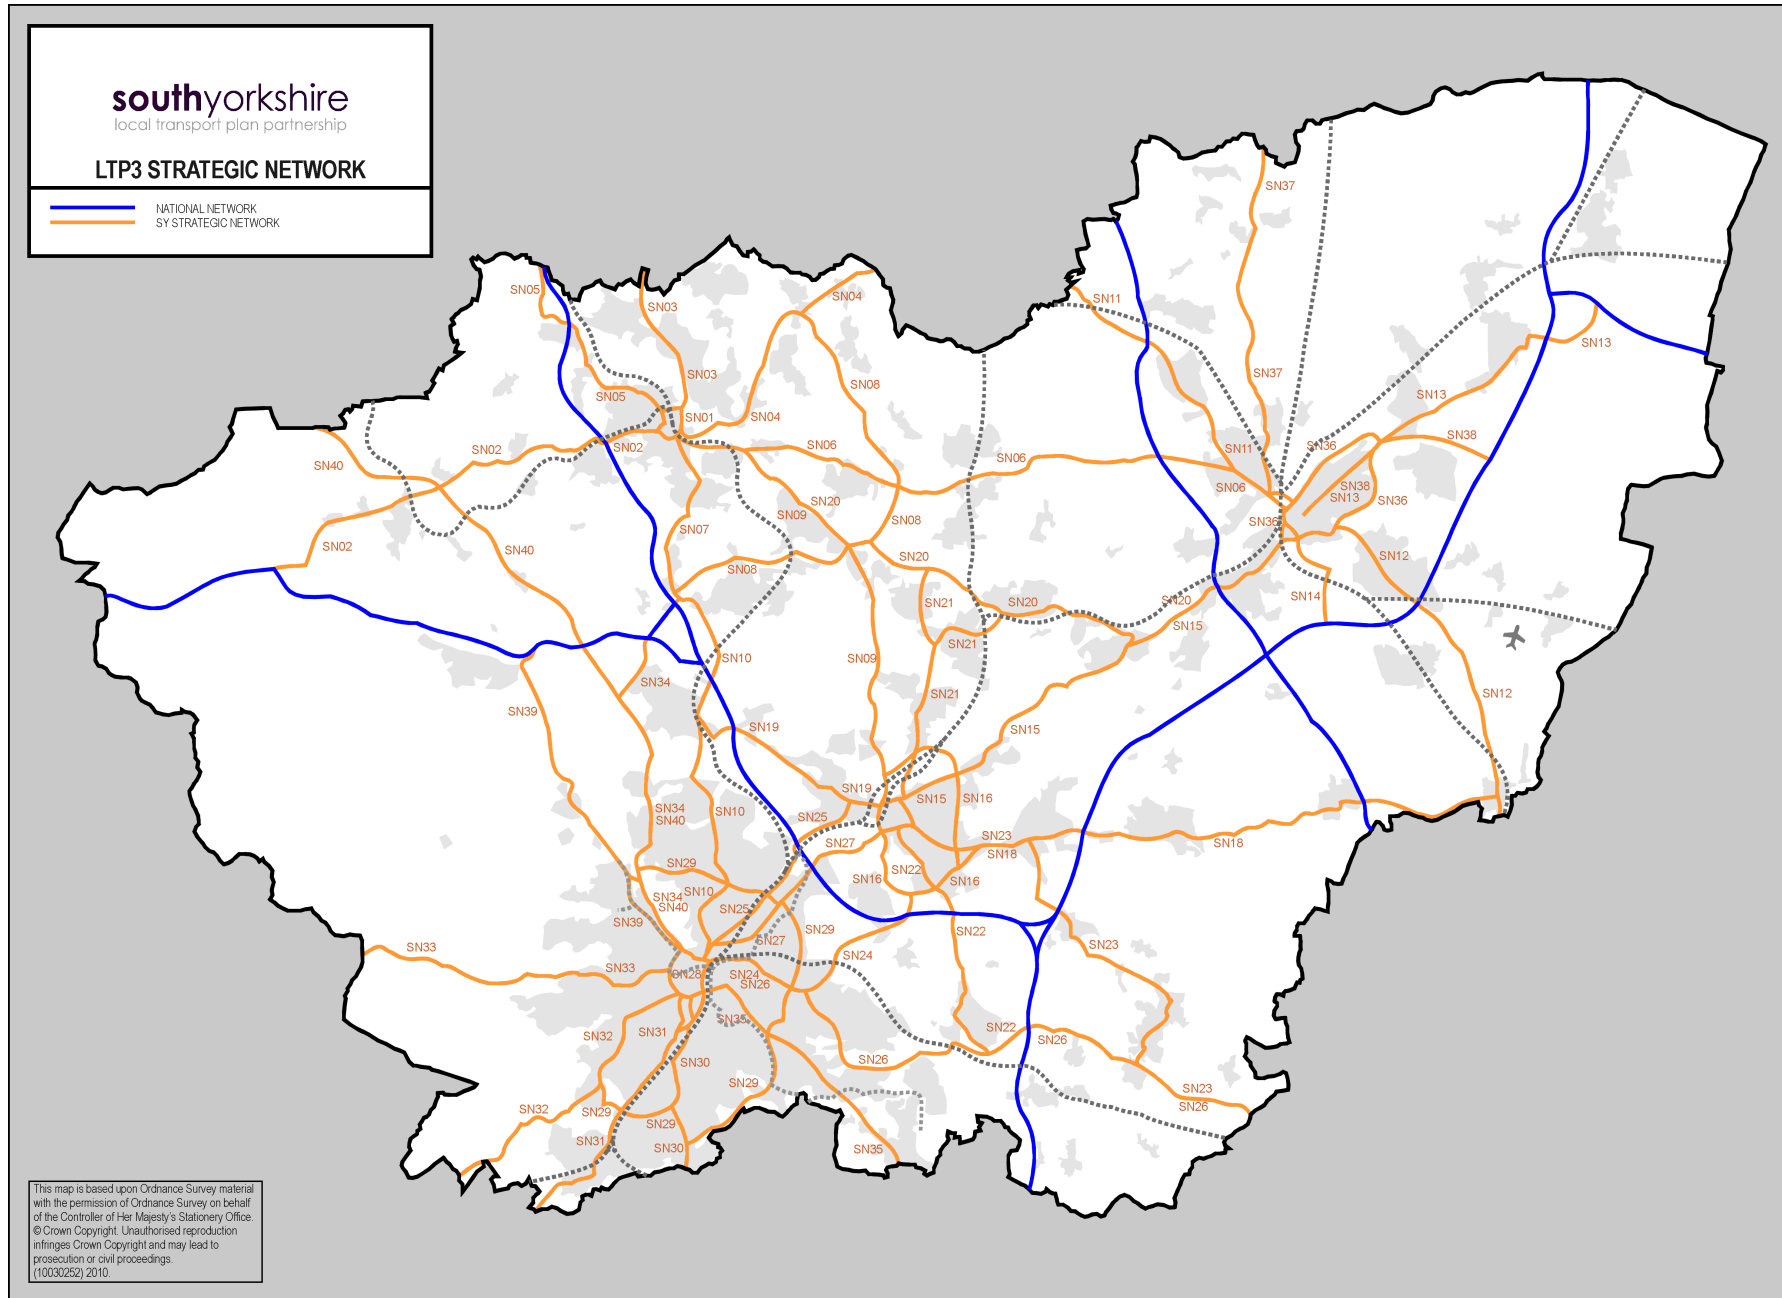 southyorkshire
local transport plan partnership
LTP3 STRATEGIC NETWORK
NATIONAL NETWORK
SY STRATEGIC NETWORK
SN37
SN05
SN03
SN04
SN11
SN13
SN03
SN37
SN08
SN05
SN13
SN01
SN04
SN02
SN02
SN06
SN36
SN38
SN11
SN40
SN06
SN06
SN38
SN13
SN36
SN20
SN09
SN08
SN36
SN07
SN02
SN40
SN20
SN12
SN08
SN21
SN20
SN20
SN14
SN15
SN21
SN10
SN09
SN34
SN21
SN12
SN39
SN19
SN15
SN19
SN15
SN16
SN34
SN40
SN10
SN25
SN27
SN23
SN18
SN18
SN29
SN22
SN16
SN16
SN10
SN34
SN40
SN25
SN39
SN29
SN22
SN27
SN23
SN33
SN24
SN33
SN28
SN24
SN26
SN35
SN22
SN32
SN31
SN26
SN26
SN30
SN29
SN23
SN26
SN32
SN29
SN29
SN31
SN30
SN35
This map is based upon Ordnance Survey material
with the permission of Ordnance Survey on behalf
of the Controller of Her Majesty's Stationery Office.
© Crown Copyright. Unauthorised reproduction
infringes Crown Copyright and may lead to
prosecution or civil proceedings.
(10030252) 2010.